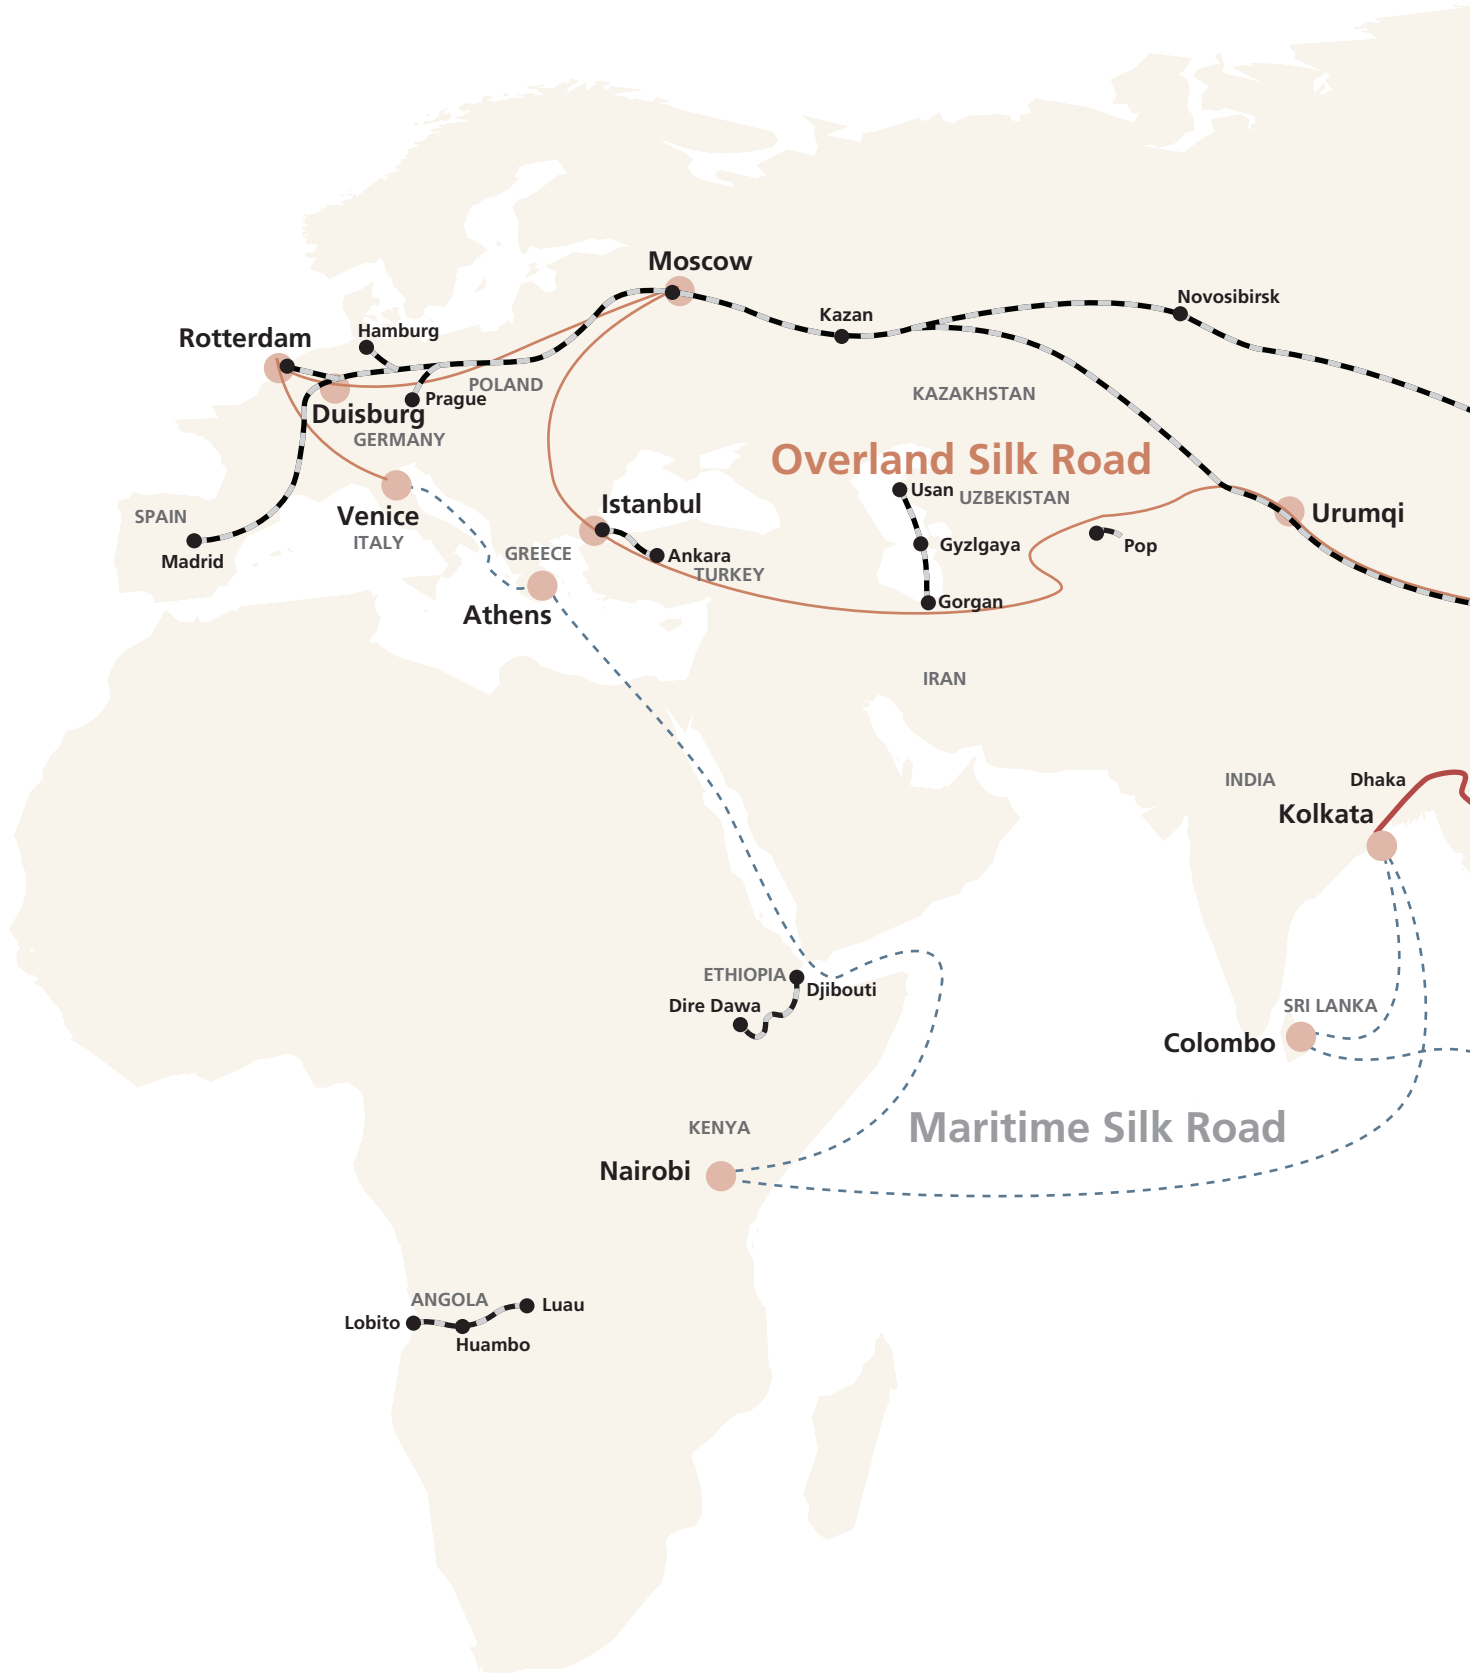 Moscow
Novosibirsk
Kazan
Hamburg
Rotterdam
POLAND
KAZAKHSTAN
Prague
Duisburg
GERMANY
Overland Silk Road
Usan
UZBEKISTAN
Istanbul
Urumqi
Venice
SPAIN
ITALY
Gyzlgaya
Pop
GREECE
Ankara
Madrid
TURKEY
Gorgan
Athens
IRAN
INDIA
Dhaka
Kolkata
ETHIOPIA
Djibouti
Dire Dawa
SRI LANKA
Colombo
KENYA
Maritime Silk Road
Nairobi
ANGOLA
Luau
Lobito
Huambo